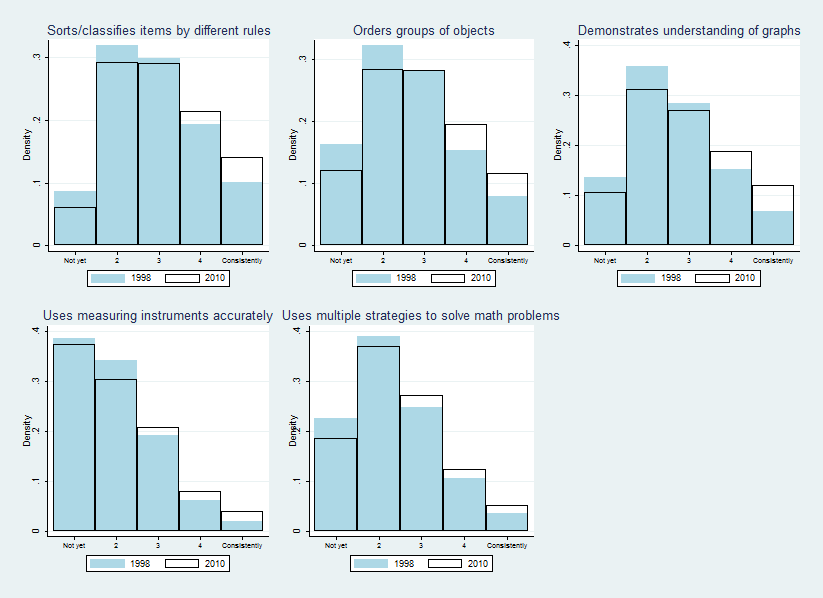 Sorts/classifies items by different rules
Density
.3
.2
.1
0
Not yet 2 3 4 Consistently
1998 2010
Orders groups of objects
Density
.3
.2
.1
0
Not yet 2 3 4 Consistently
1998 2010
Demonstrates understanding of graphs
Density
.4
.3
.2
.1
0
Not yet 2 3 4 Consistently
1998 2010
Uses measuring instruments accurately
Density
.4
.3
.2
.1
0
Not yet 2 3 4 Consistently
1998 2010
Uses multiple strategies to solve math problems
Density
.4
.3
.2
.1
0
Not yet 2 3 4 Consistently
1998 2010